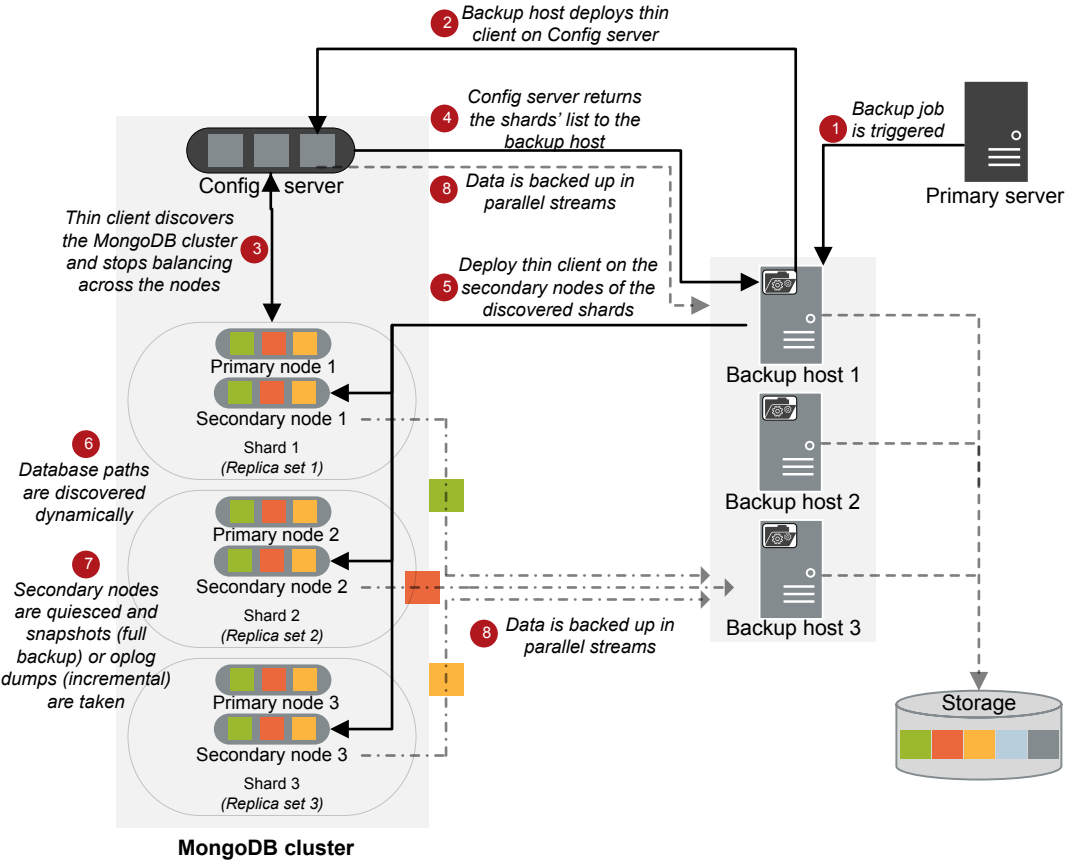 2
Backup host deploys thin
client on Config server
4
Config server returns
the shards' list to the
backup host
1
Backup job
is triggered
Primary server
Config server
8
Data is backed up in
parallel streams
Thin client discovers
the MongoDB cluster
and stops balancing
across the nodes
3
5
Deploy thin client on the
secondary nodes of the
discovered shards
Primary node 1
Secondary node 1
Shard 1
(Replica set 1)
Backup host 1
6
Database paths
are discovered
dynamically
Primary node 2
Secondary node 2
Shard 2
(Replica set 2)
Backup host 2
7
Secondary nodes
are quiesced and
snapshots (full
backup) or oplog
dumps (incremental)
are taken
8
Data is backed up in
parallel streams
Backup host 3
Primary node 3
Secondary node 3
Shard 3
(Replica set 3)
Storage
MongoDB cluster